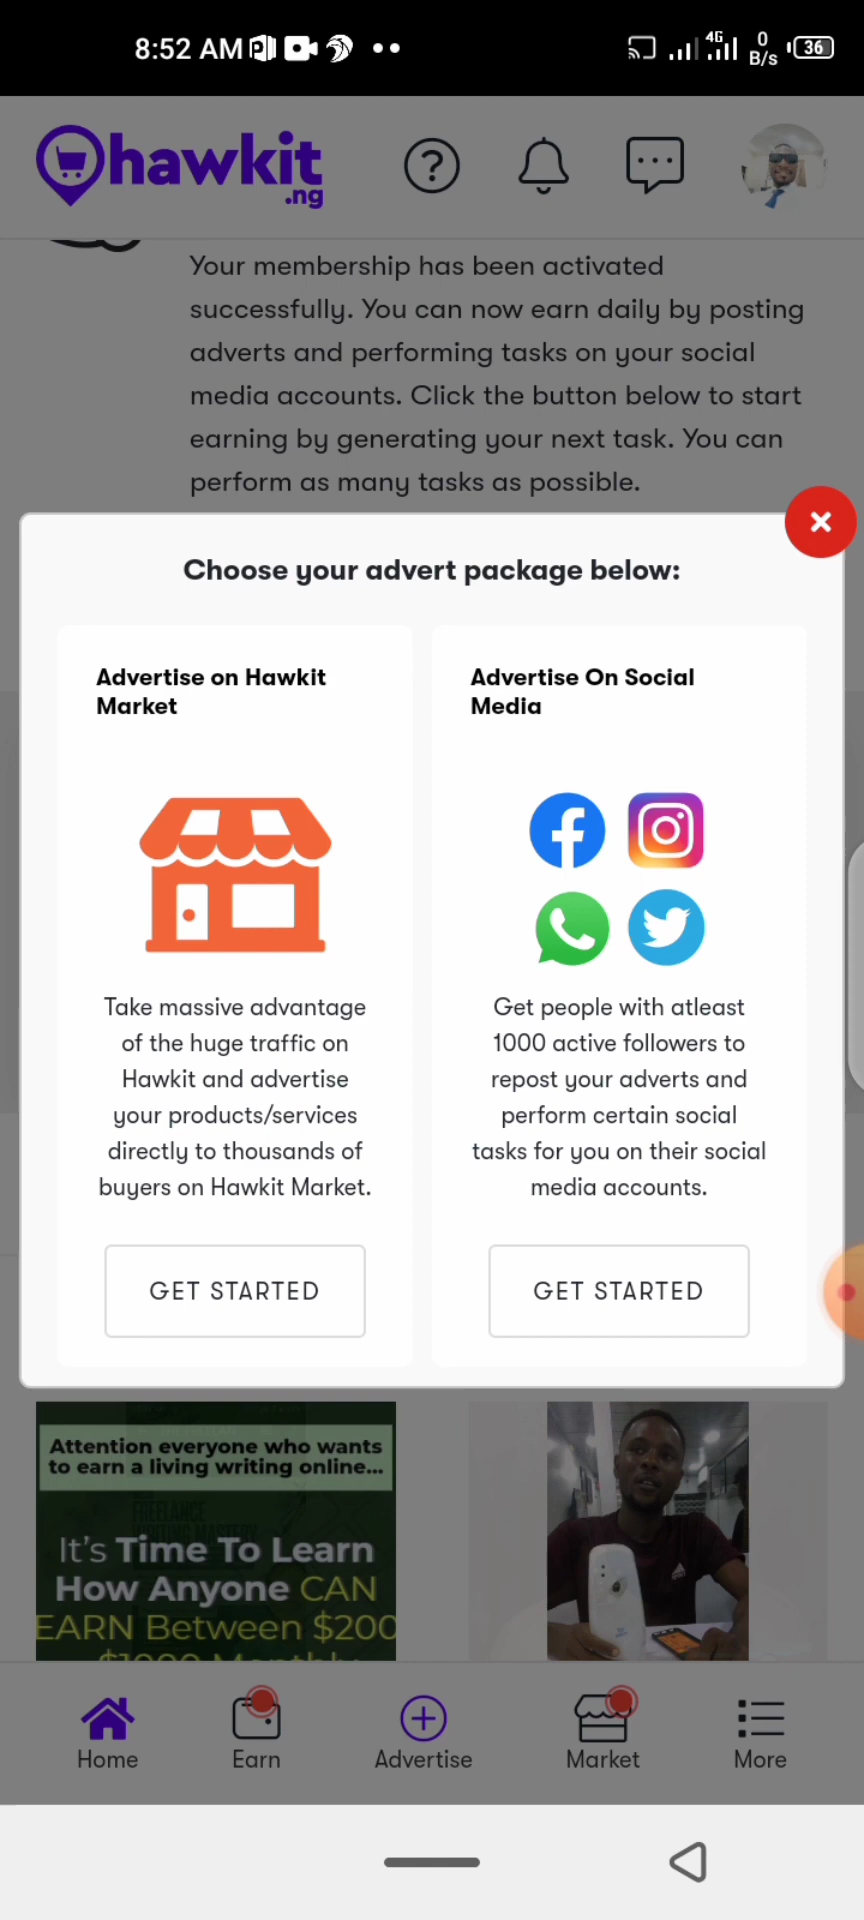 8:52 AM
4G
0
B/s
36
hawkit
.ng
Your membership has been activated
successfully. You can now earn daily by posting
adverts and performing tasks on your social
media accounts. Click the button below to start
earning by generating your next task. You can
perform as many tasks as possible.
Choose your advert package below:
Advertise on Hawkit
Market
Take massive advantage
of the huge traffic on
Hawkit and advertise
your products/services
directly to thousands of
buyers on Hawkit Market.
GET STARTED
Advertise On Social
Media
Get people with atleast
1000 active followers to
repost your adverts and
perform certain social
tasks for you on their social
media accounts.
GET STARTED
Attention everyone who wants
to earn a living writing online...
FREELANCE
WRITING MASTERY
It's Time To Learn
How Anyone CAN
EARN Between $200
Home
Earn
Advertise
Market
More